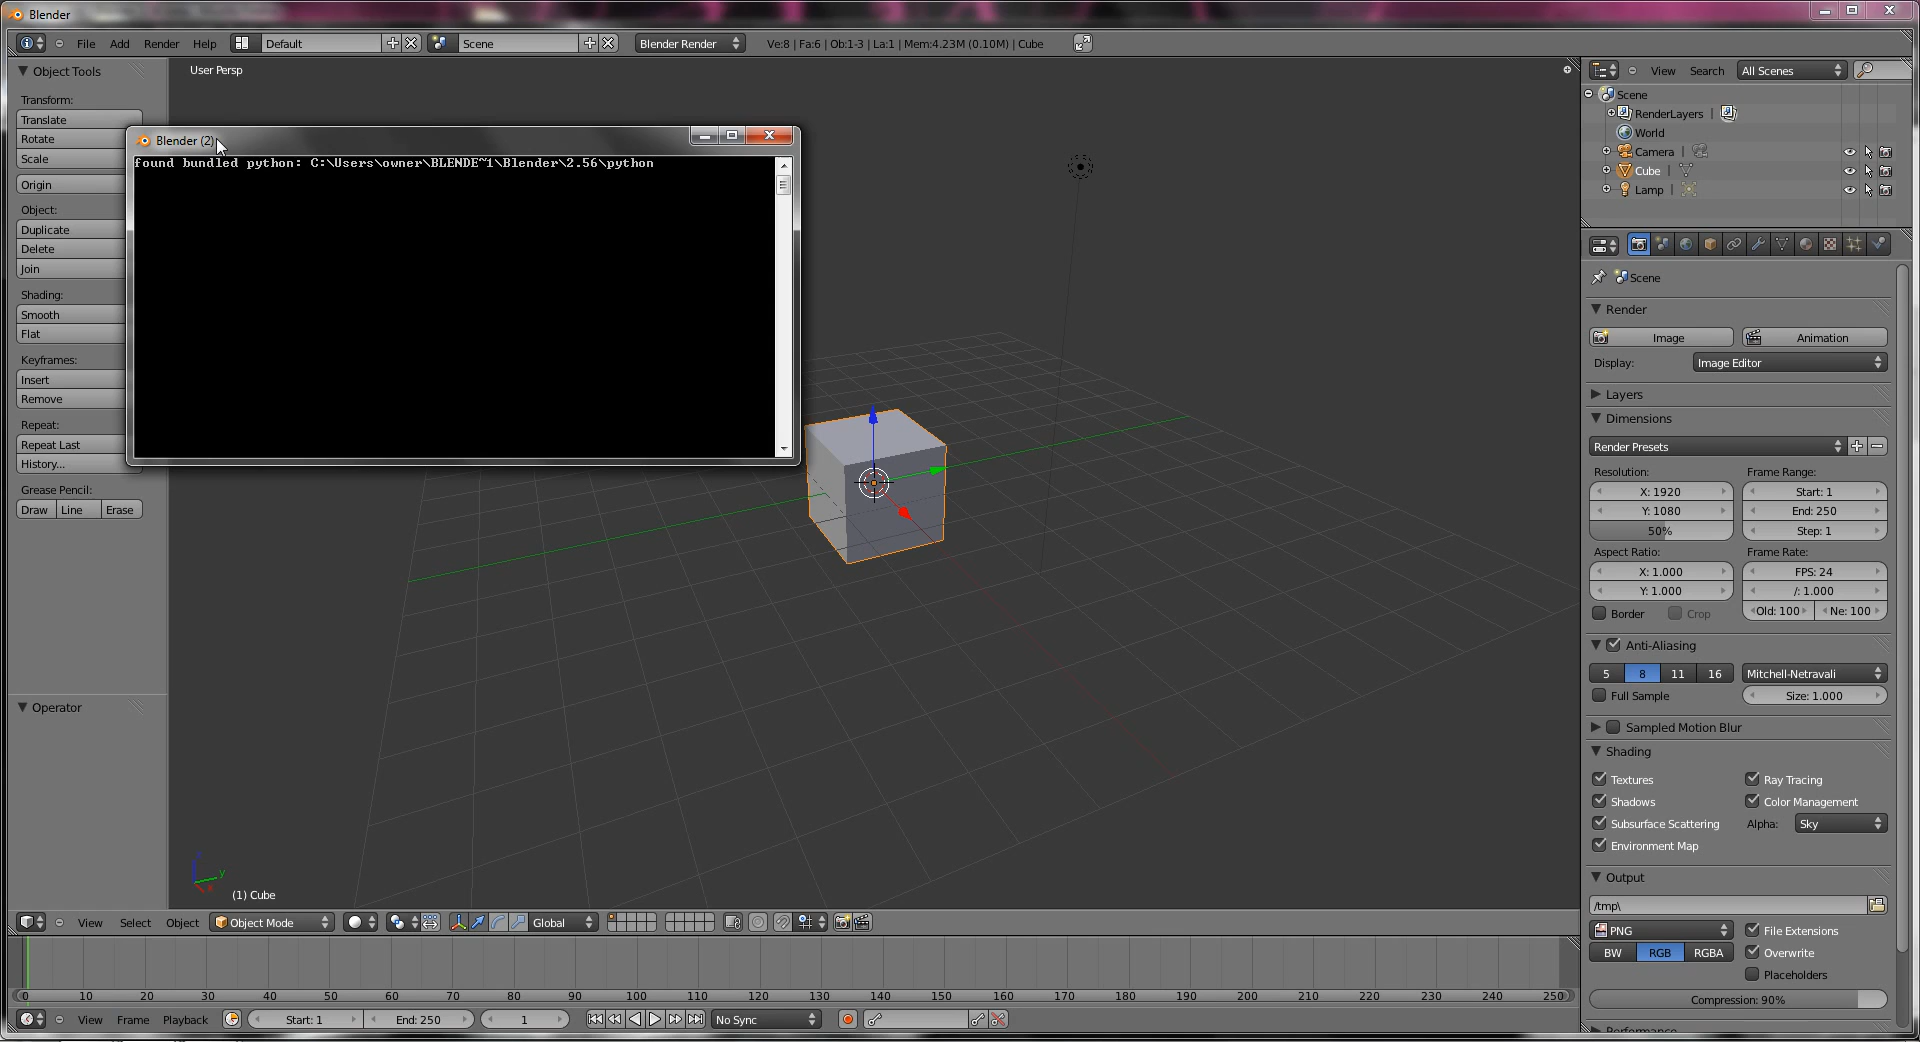 Blender
File Add Render Help Default Scene Blender Render Ve:8 | Fa:6 | Ob:1-3 | La:1 | Mem:4.23M (0.10M) | Cube
Object Tools
Transform:
Translate
Rotate
Scale
Origin
Object:
Duplicate
Delete
Join
Shading:
Smooth
Flat
Keyframes:
Insert
Remove
Repeat:
Repeat Last
History...
Grease Pencil:
Draw Line Erase
Operator
User Persp
Blender (2)
found bundled python: C:\Users\owner\BLENDE~1\Blender\2.56\python
z
y
x
(1) Cube
View Select Object Object Mode Global
0 10 20 30 40 50 60 70 80 90 100 110 120 130 140 150 160 170 180 190 200 210 220 230 240 250
View Frame Playback Start: 1 End: 250 1 No Sync
View Search All Scenes
Scene
RenderLayers |
World
Camera |
Cube |
Lamp |
Scene
Render
Image Animation
Display: Image Editor
Layers
Dimensions
Render Presets
Resolution: Frame Range:
X: 1920 Start: 1
Y: 1080 End: 250
50% Step: 1
Aspect Ratio: Frame Rate:
X: 1.000 FPS: 24
Y: 1.000 /: 1.000
Border Crop Old: 100 Ne: 100
Anti-Aliasing
5 8 11 16 Mitchell-Netravali
Full Sample Size: 1.000
Sampled Motion Blur
Shading
Textures Ray Tracing
Shadows Color Management
Subsurface Scattering Alpha: Sky
Environment Map
Output
/tmp\
PNG File Extensions
BW RGB RGBA Overwrite
Placeholders
Compression: 90%
Performance